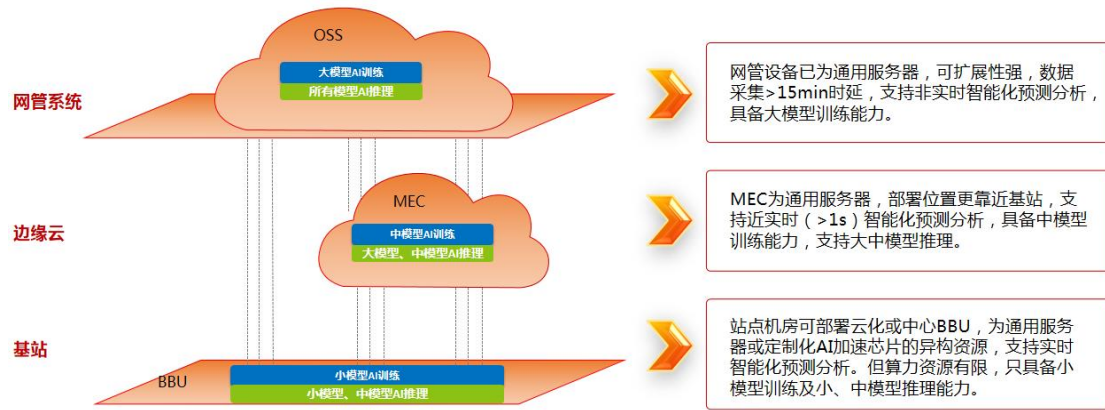 OSS
大模型AI训练
所有模型AI推理
网管系统
网管设备已为通用服务器，可扩展性强，数据
采集>15min时延，支持非实时智能化预测分析，
具备大模型训练能力。
MEC
中模型AI训练
大模型、中模型AI推理
边缘云
MEC为通用服务器，部署位置更靠近基站，支
持近实时（>1s）智能化预测分析，具备中模型
训练能力，支持大中模型推理。
基站
BBU
小模型AI训练
小模型、中模型AI推理
站点机房可部署云化或中心BBU，为通用服务
器或定制化AI加速芯片的异构资源，支持实时
智能化预测分析。但算力资源有限，只具备小
模型训练及小、中模型推理能力。